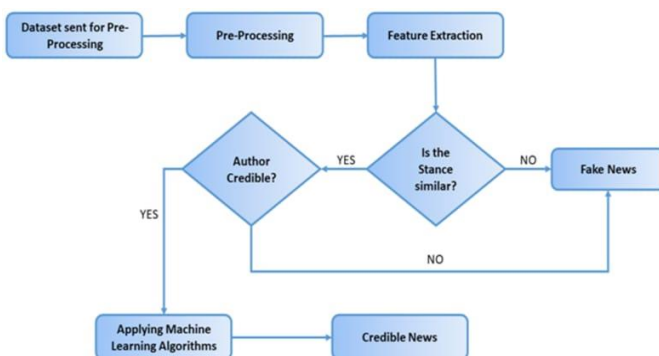 Dataset sent for Pre-
Processing
Pre-Processing
Feature Extraction
Author
Credible?
YES
Is the
Stance
similar?
NO
Fake News
YES
NO
Applying Machine
Learning Algorithms
Credible News